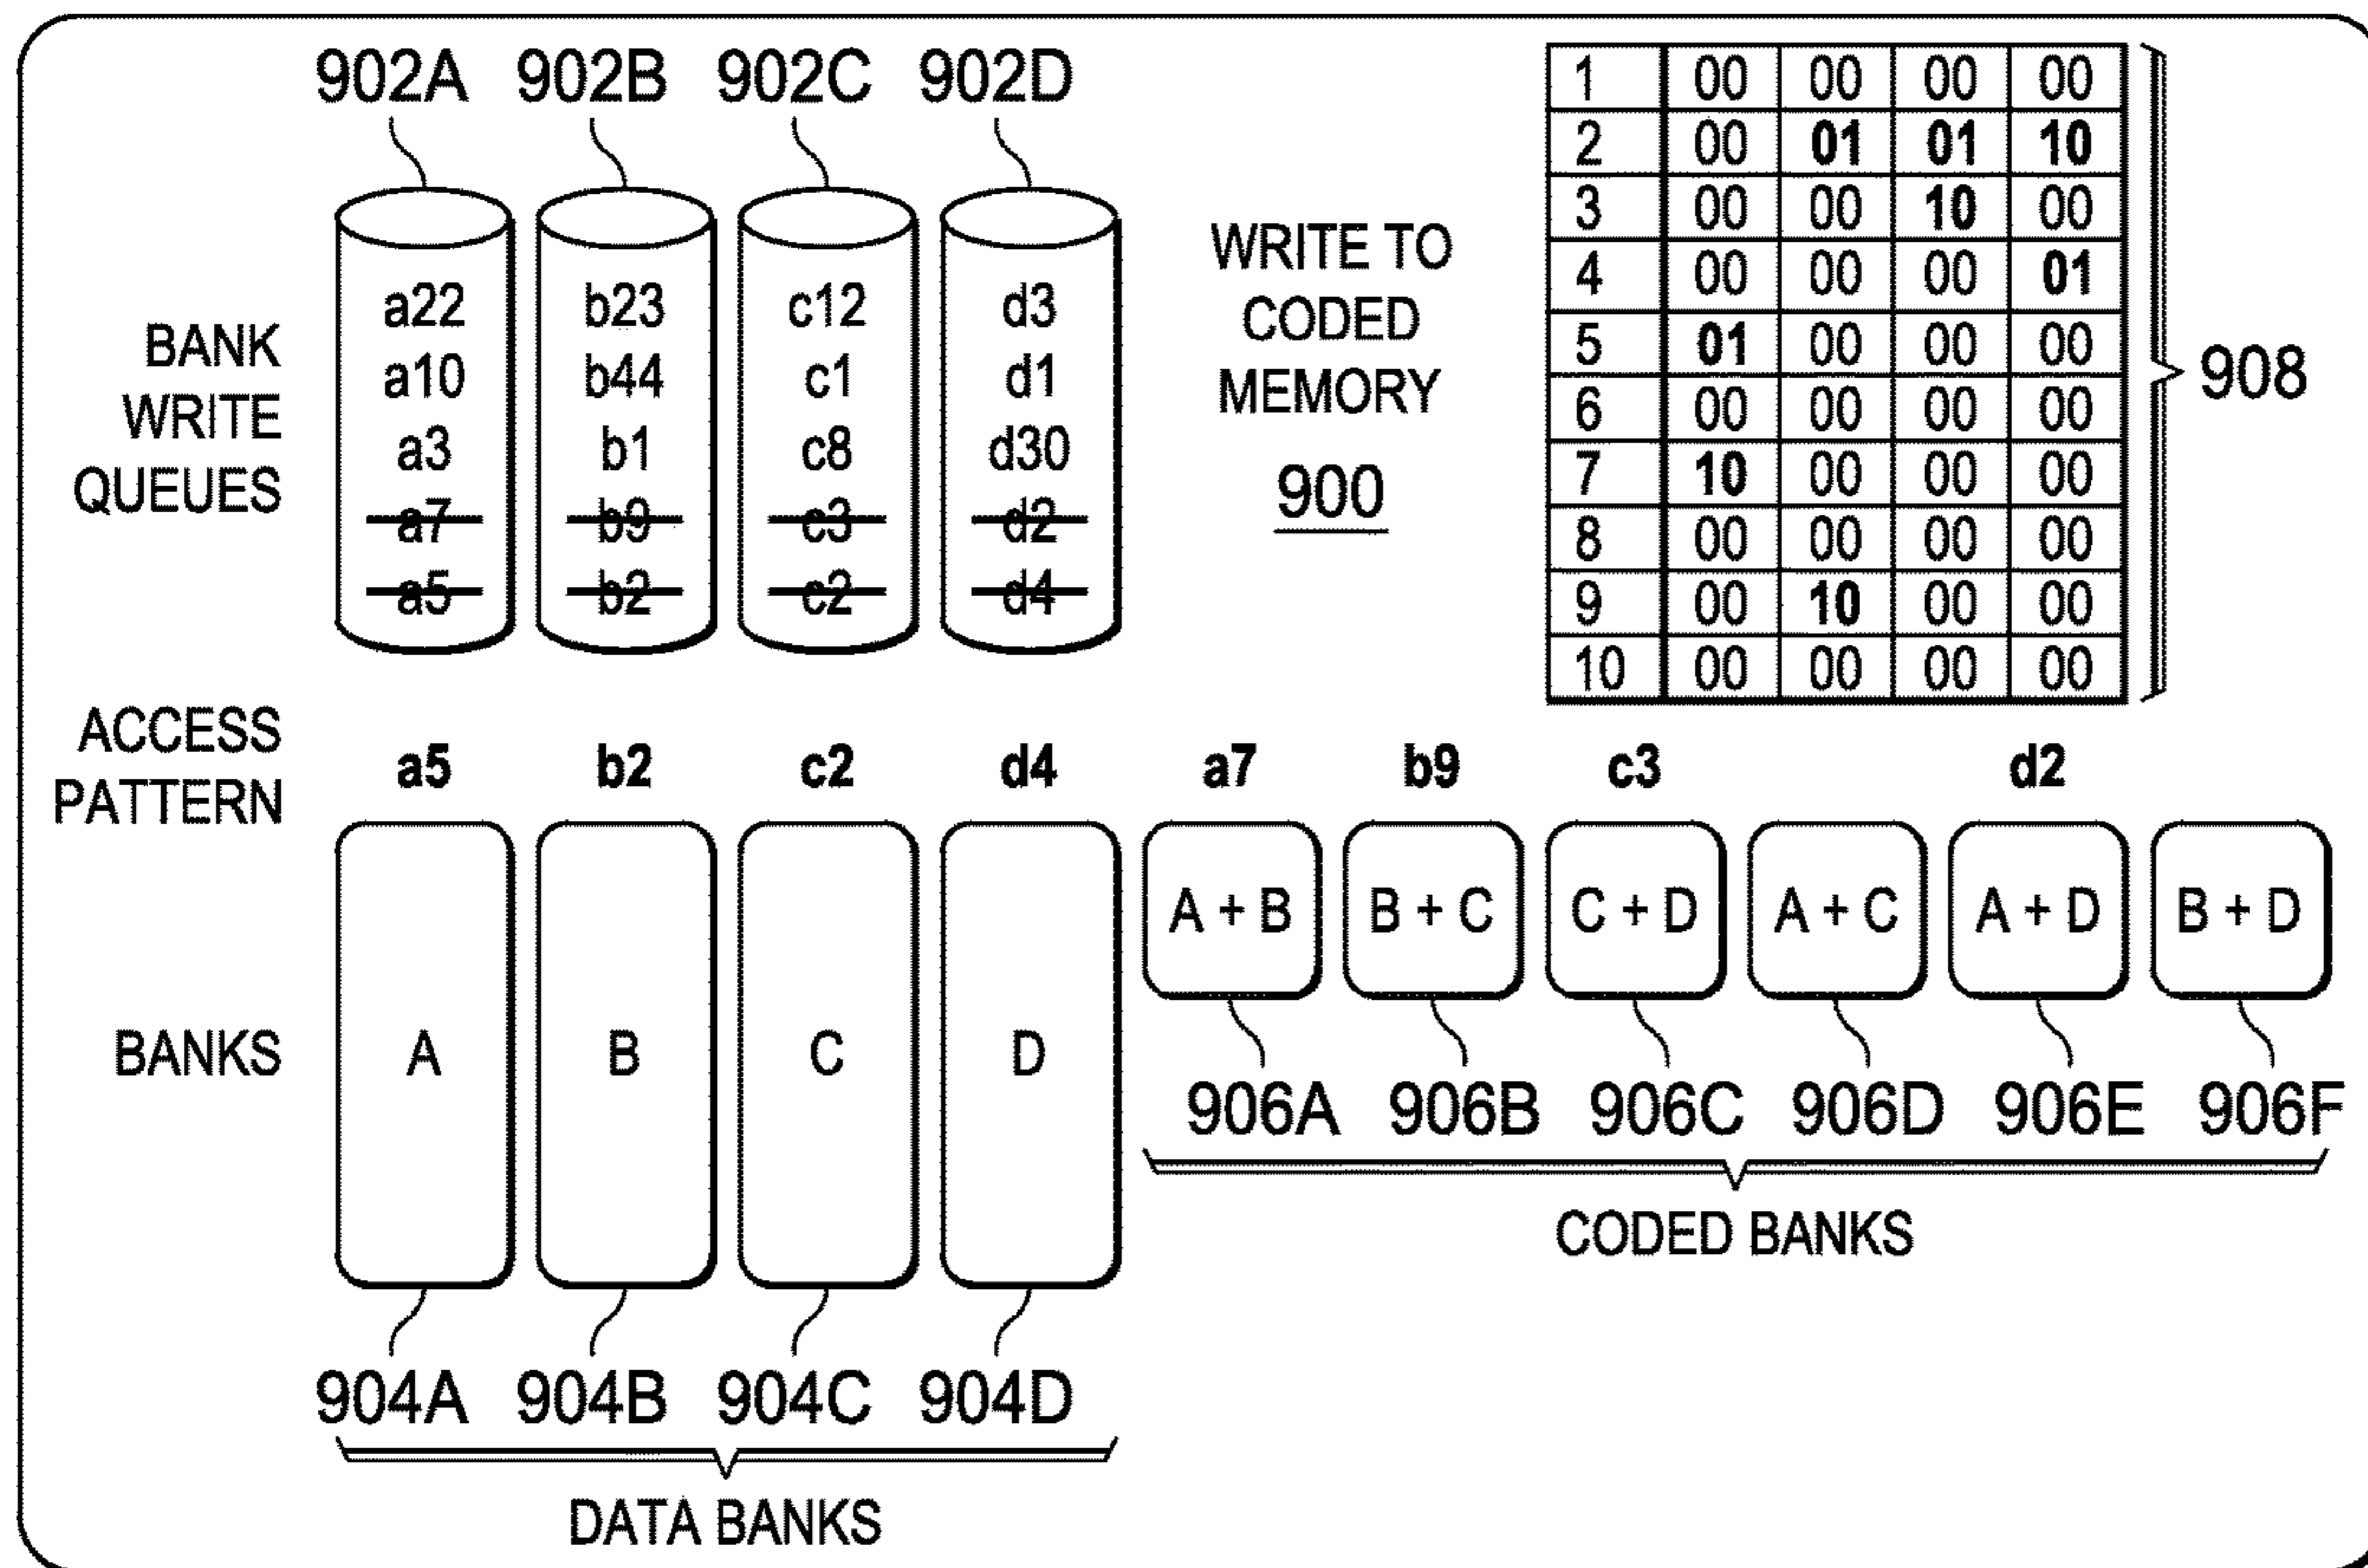 902A 902B 902C 902D
BANK
WRITE
QUEUES
a22 b23 c12 d3
a10 b44 c1 d1
a3 b1 c8 d30
a7 b9 c3 d2
a5 b2 c2 d4
WRITE TO
CODED
MEMORY
900
1 00 00 00 00
2 00 01 01 10
3 00 00 10 00
4 00 00 00 01
5 01 00 00 00
6 00 00 00 00
7 10 00 00 00
8 00 00 00 00
9 00 10 00 00
10 00 00 00 00
908
ACCESS
PATTERN
a5 b2 c2 d4 a7 b9 c3 d2
BANKS
A B C D
A + B B + C C + D A + C A + D B + D
906A 906B 906C 906D 906E 906F
CODED BANKS
904A 904B 904C 904D
DATA BANKS